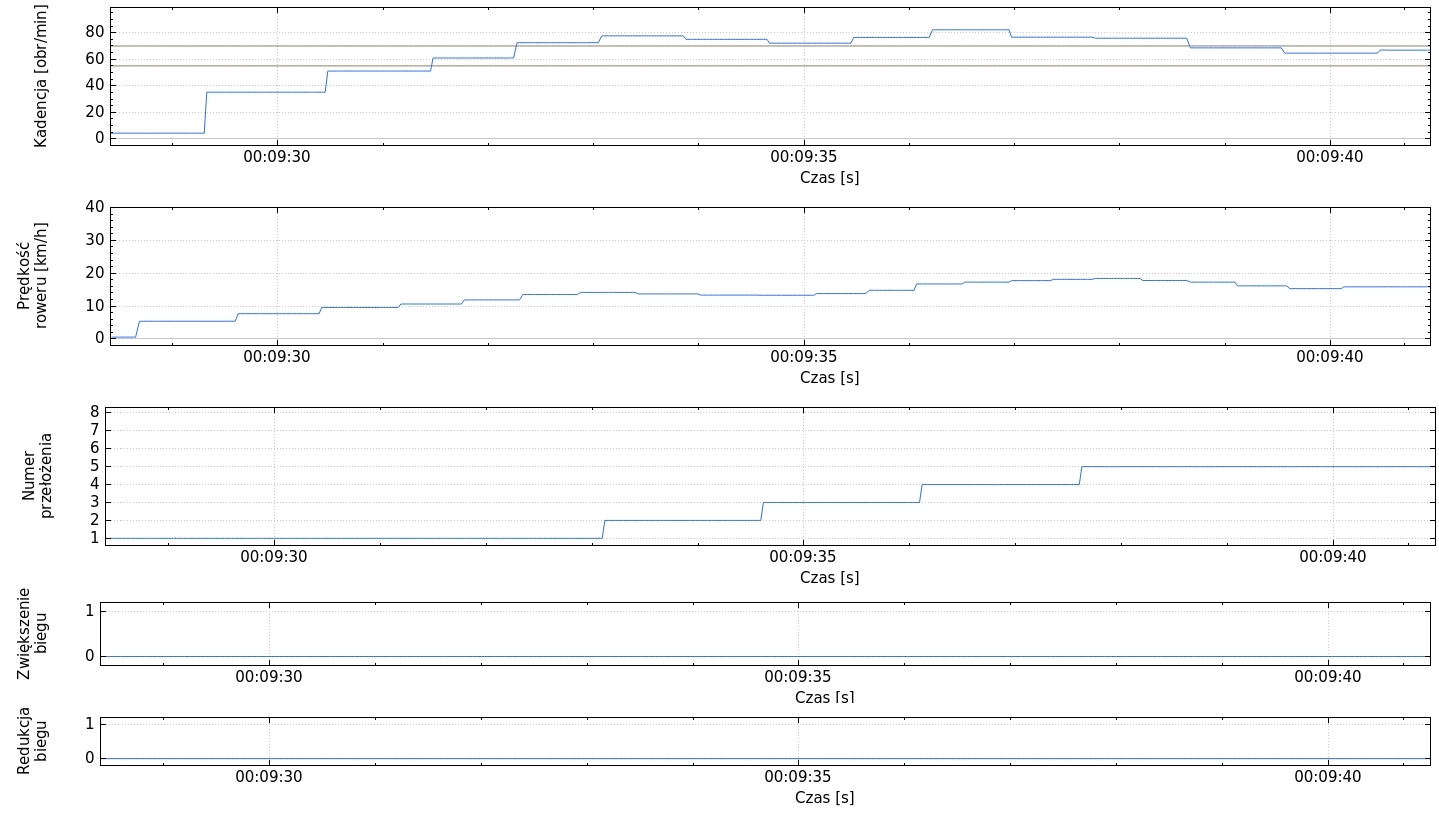 Kadencja [obr/min]
80
60
40
20
0
00:09:30 00:09:35 00:09:40
Czas [s]
Prędkość
roweru [km/h]
40
30
20
10
0
00:09:30 00:09:35 00:09:40
Czas [s]
Numer
przełożenia
8
7
6
5
4
3
2
1
00:09:30 00:09:35 00:09:40
Czas [s]
Zwiększenie
biegu
1
0
00:09:30 00:09:35 00:09:40
Czas [s]
Redukcja
biegu
1
0
00:09:30 00:09:35 00:09:40
Czas [s]